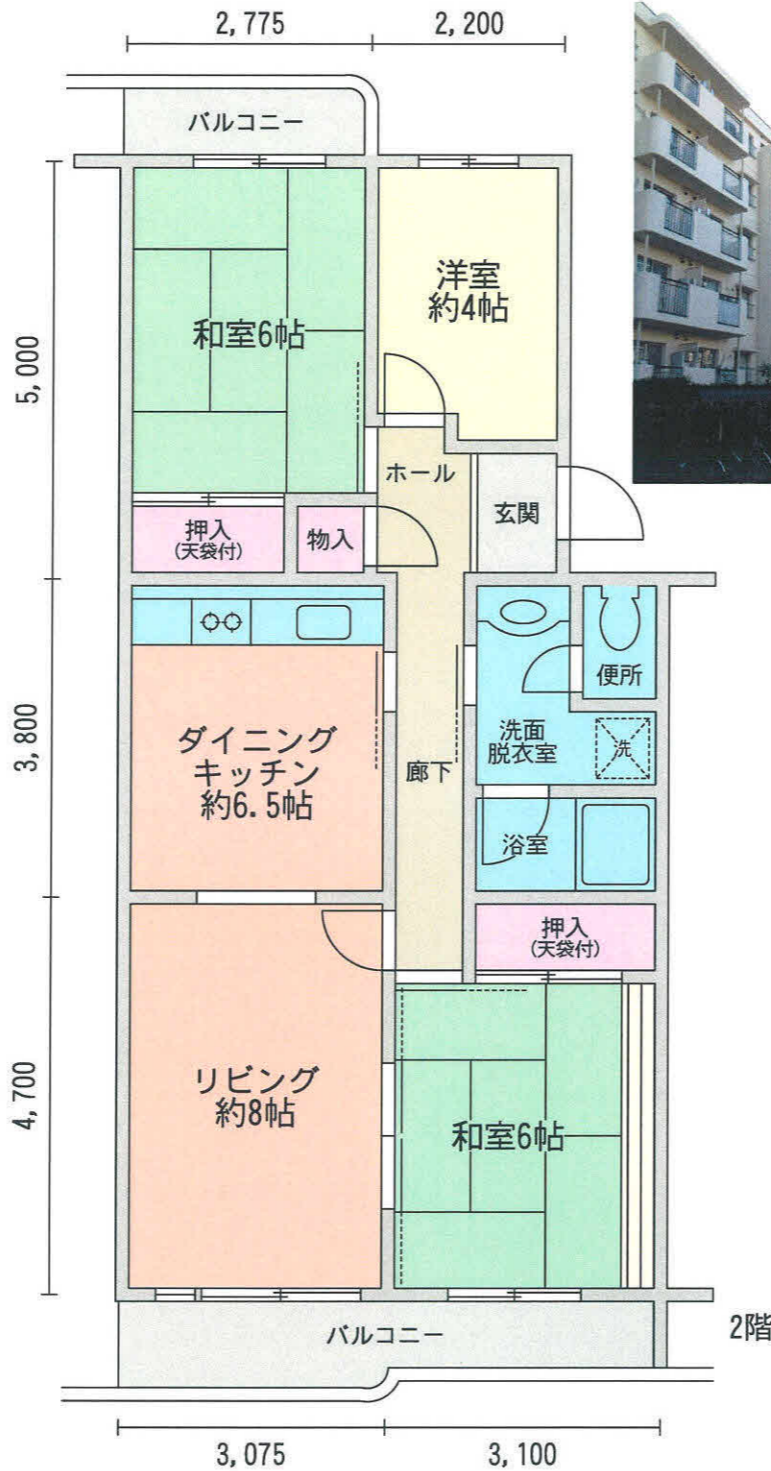 2,775
2,200
バルコニー
洋室
約4帖
和室6帖
5,000
ホール
玄関
押入
(天袋付)
物入
便所
ダイニング
キッチン
約6.5帖
3,800
洗面
脱衣室
洗
廊下
浴室
押入
(天袋付)
リビング
約8帖
4,700
和室6帖
バルコニー
2階
3,075
3,100